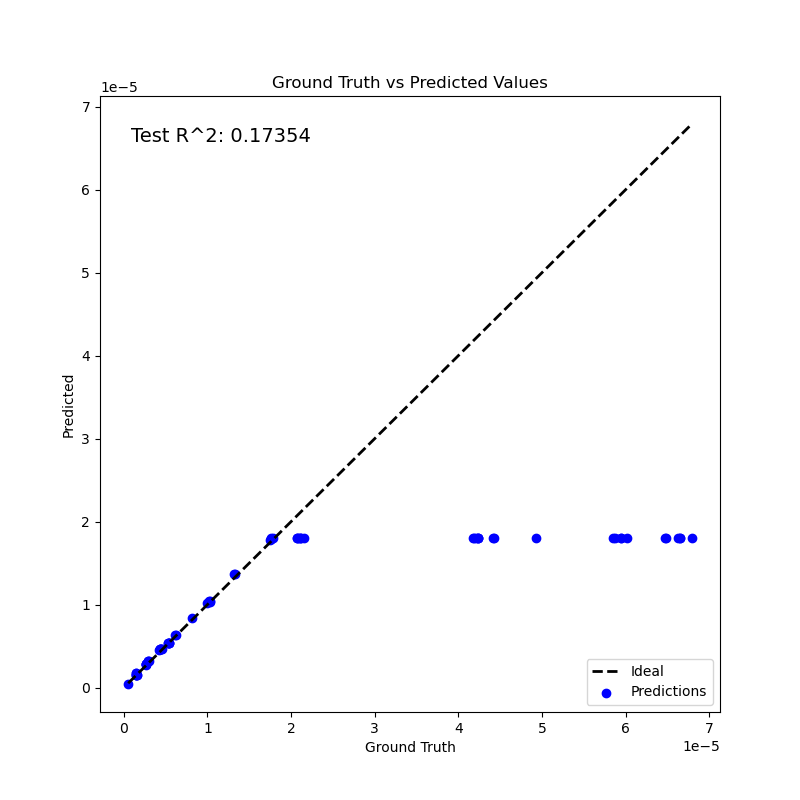 Ground Truth vs Predicted Values
1e−5
Test R^2: 0.17354
7
6
5
4
3
2
1
0
Predicted
Ideal
Predictions
0 1 2 3 4 5 6 7
1e−5
Ground Truth